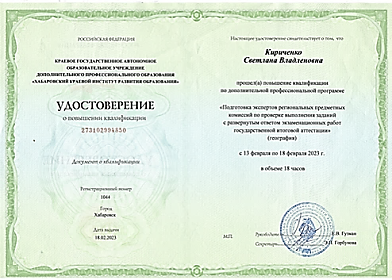 РОССИЙСКАЯ ФЕДЕРАЦИЯ
КРАЕВОЕ ГОСУДАРСТВЕННОЕ АВТОНОМНОЕ
ОБРАЗОВАТЕЛЬНОЕ УЧРЕЖДЕНИЕ
ДОПОЛНИТЕЛЬНОГО ПРОФЕССИОНАЛЬНОГО ОБРАЗОВАНИЯ
«ХАБАРОВСКИЙ КРАЕВОЙ ИНСТИТУТ РАЗВИТИЯ ОБРАЗОВАНИЯ»
УДОСТОВЕРЕНИЕ
о повышении квалификации
273102994850
Документ о квалификации
Регистрационный номер
1044
Город
Хабаровск
Дата выдачи
18.02.2023
Настоящее удостоверение свидетельствует о том, что
Кириченко
Светлана Владленовна
прошел(а) повышение квалификации
по дополнительной профессиональной программе
«Подготовка экспертов региональных предметных
комиссий по проверке выполнения заданий
с развернутым ответом экзаменационных работ
государственной итоговой аттестации»
(география)
с 13 февраля по 18 февраля 2023 г.
в объеме 18 часов
М.П.
Руководитель
Е.В. Гузман
Секретарь
Э.П. Горбунова